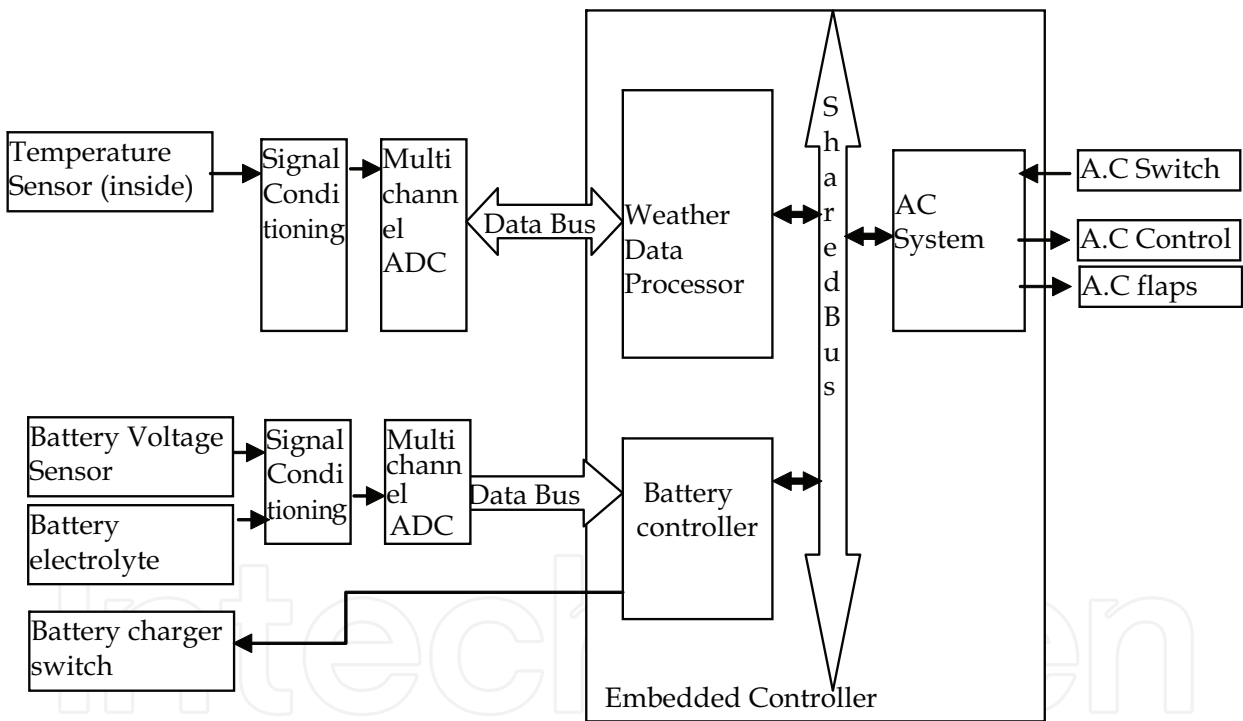 Temperature
Sensor (inside)
Signal
Condi
tioning
Multi
chann
el
ADC
Data Bus
Weather
Data
Processor
S
h
a
r
e
d
B
u
s
AC
System
A.C Switch
A.C Control
A.C flaps
Battery Voltage
Sensor
Battery
electrolyte
Signal
Condi
tioning
Multi
chann
el
ADC
Data Bus
Battery
controller
Battery charger
switch
Embedded Controller